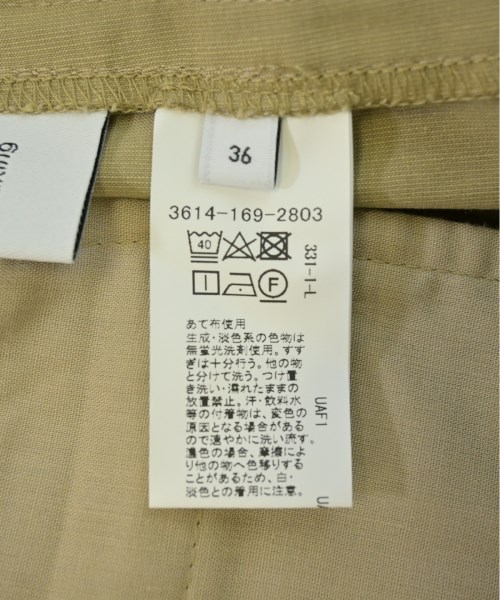 36
3614-169-2803
40
F
331-I-L
あて布使用
生成・淡色系の色物は
無蛍光洗剤使用。すす
ぎは十分行う。他の物
と分けて洗う。つけ置
き洗い・濡れたままの
放置禁止。汗・飲料水
等の付着物は、変色の
原因となる場合がある
ので速やかに洗い流す。
濃色の場合、摩擦によ
り他の物へ色移りする
ことがあるため、白・
淡色との着用に注意。
UAF1
UA